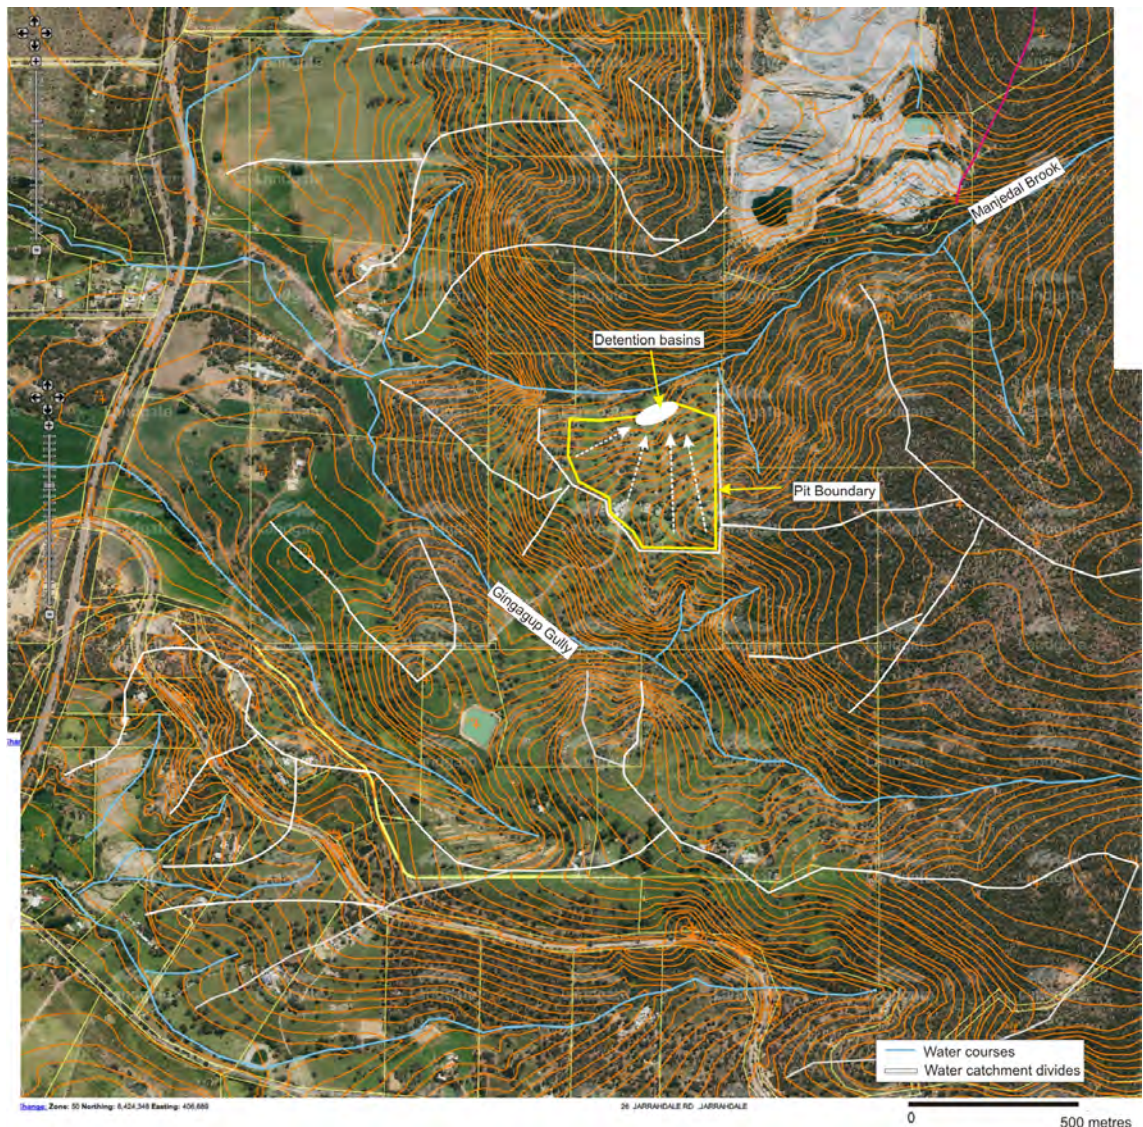 Manjedal Brook
Detention basins
Pit Boundary
Gingagup Gully
Water courses
Water catchment divides
Zone: 50 Northing: 6,424,348 Easting: 406,689
26 JARRAHDALE RD ,JARRAHDALE
0
500 metres